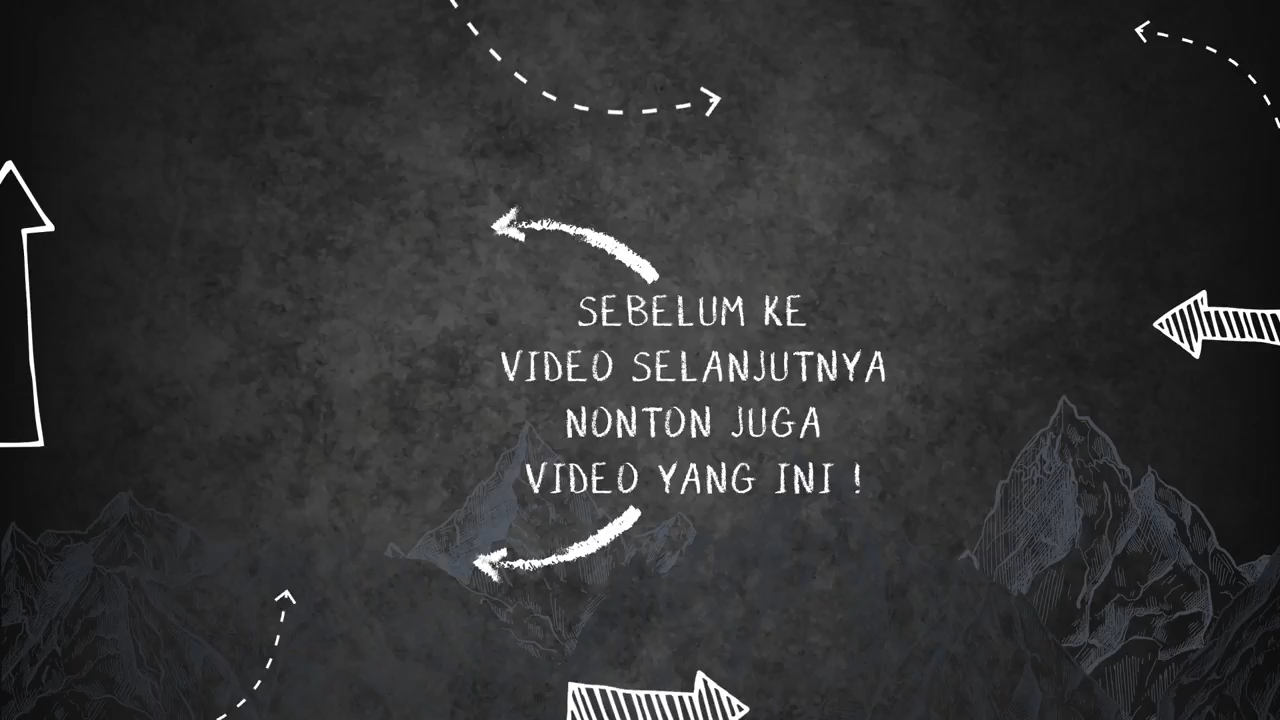 SEBELUM KE
VIDEO SELANJUTNYA
NONTON JUGA
VIDEO YANG INI !